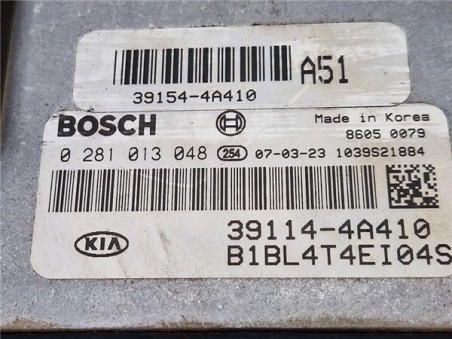 A51
39154-4A410
BOSCH
Made in Korea
8605 0079
0 281 013 048 254 07-03-23 1039S21884
KIA
39114-4A410
B1BL4T4EI04S